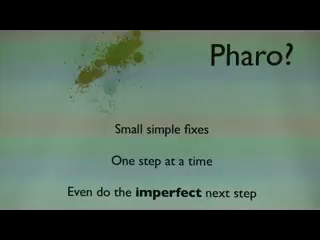 Pharo?
Small simple fixes
One step at a time
Even do the imperfect next step